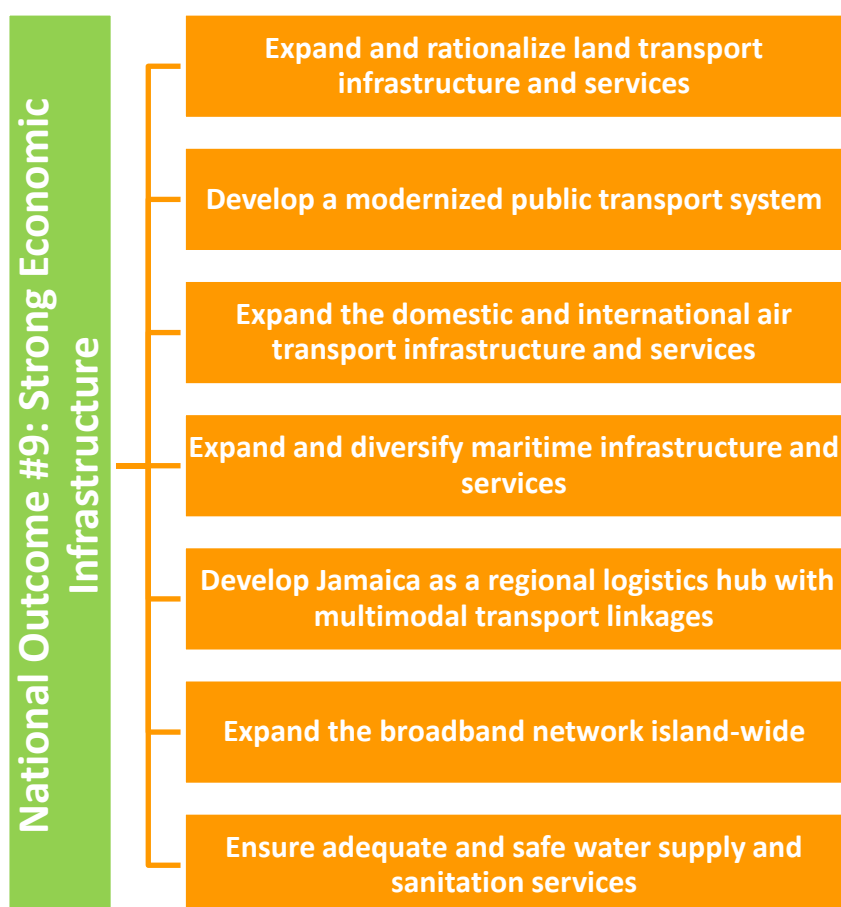 National Outcome #9: Strong Economic
Infrastructure
Expand and rationalize land transport
infrastructure and services
Develop a modernized public transport system
Expand the domestic and international air
transport infrastructure and services
Expand and diversify maritime infrastructure and
services
Develop Jamaica as a regional logistics hub with
multimodal transport linkages
Expand the broadband network island-wide
Ensure adequate and safe water supply and
sanitation services